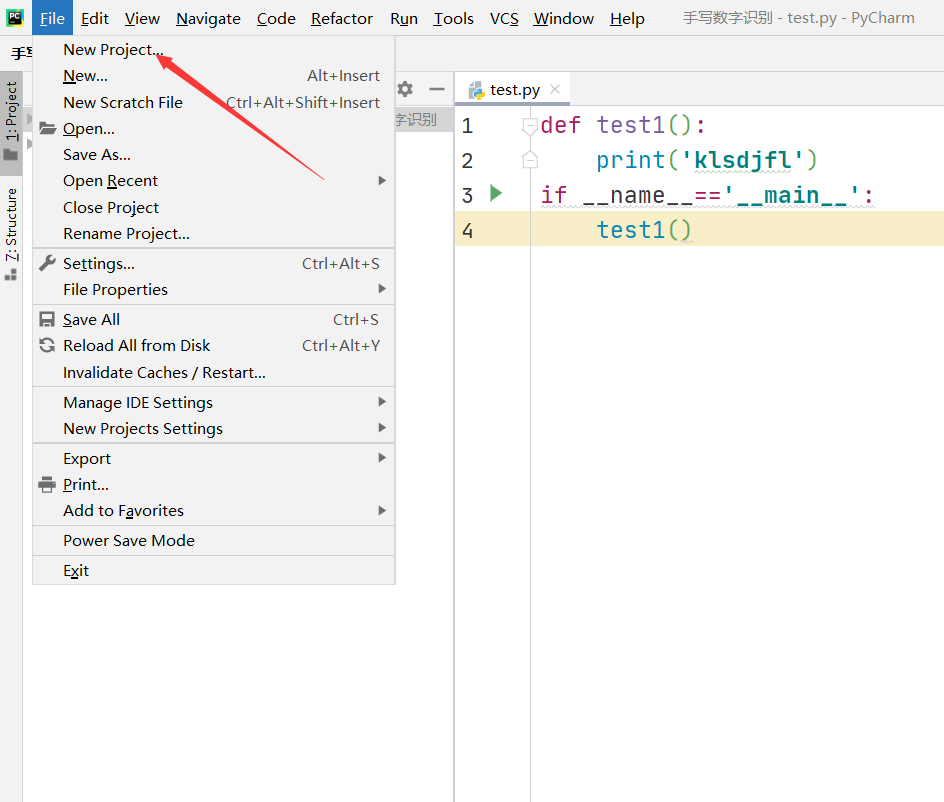 PC File Edit View Navigate Code Refactor Run Tools VCS Window Help 手写数字识别 - test.py - PyCharm
手写
New Project...
New... Alt+Insert
New Scratch File Ctrl+Alt+Shift+Insert
Open...
Save As...
Open Recent
Close Project
Rename Project...
Settings... Ctrl+Alt+S
File Properties
Save All Ctrl+S
Reload All from Disk Ctrl+Alt+Y
Invalidate Caches / Restart...
Manage IDE Settings
New Projects Settings
Export
Print...
Add to Favorites
Power Save Mode
Exit
1: Project
Z: Structure
字识别
test.py
1 def test1():
2 print('klsdjfl')
3 if __name__=='__main__':
4 test1()